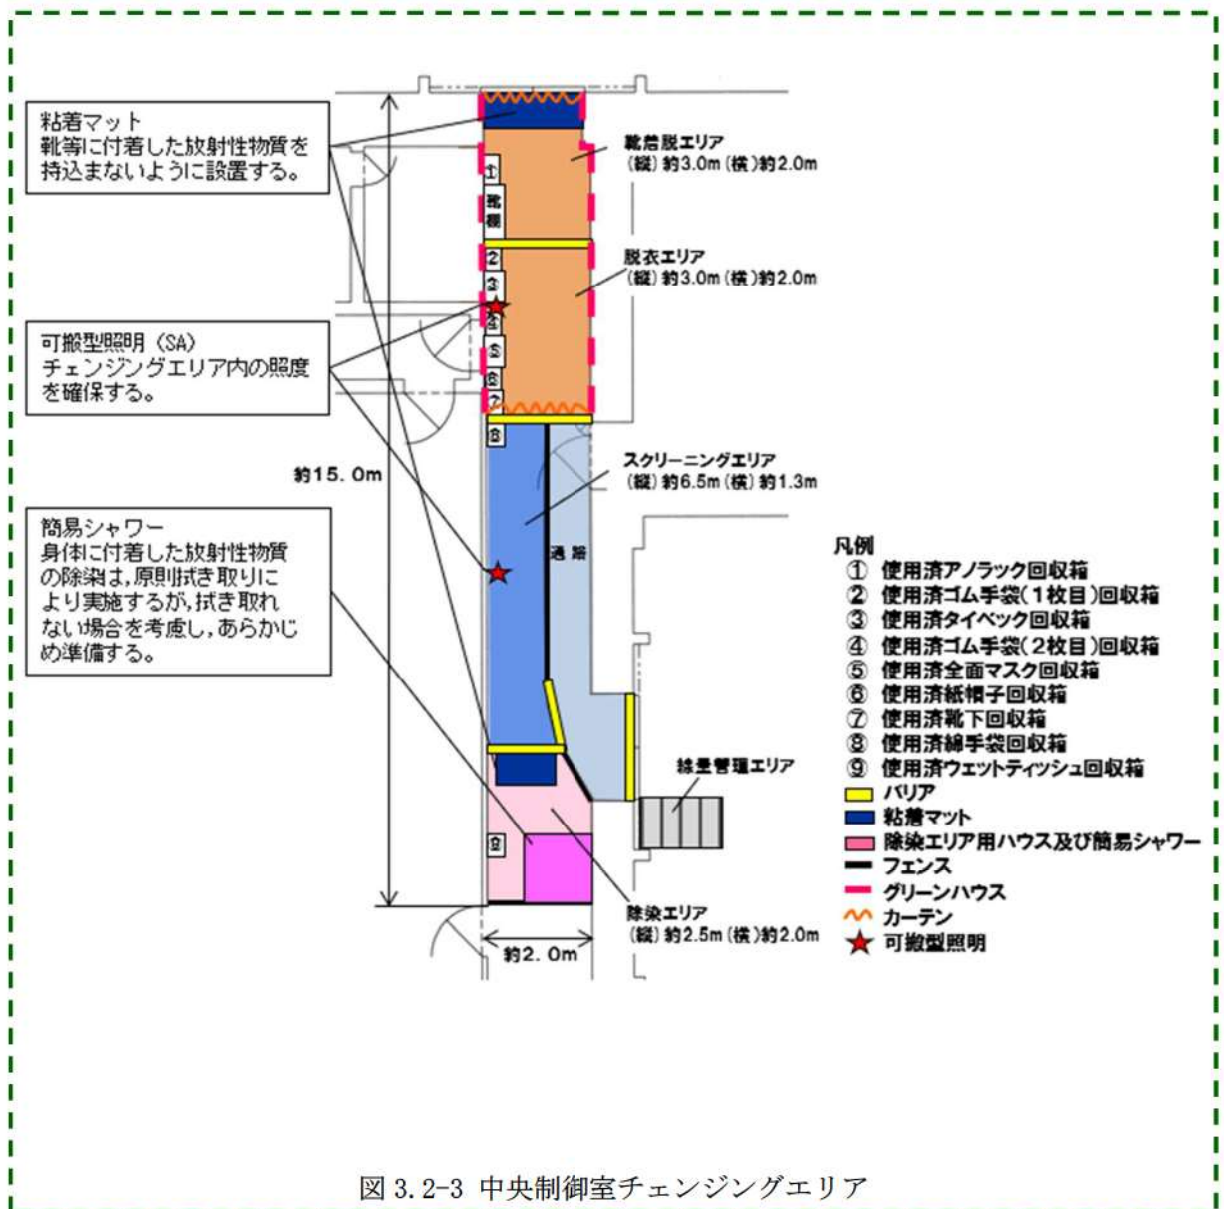 粘着マット
靴等に付着した放射性物質を
持込まないように設置する。
可搬型照明（SA）
チェンジングエリア内の照度
を確保する。
簡易シャワー
身体に付着した放射性物質
の除染は，原則拭き取りに
より実施するが，拭き取れ
ない場合を考慮し，あらかじ
め準備する。
約15.0m
①
靴棚
②
③
④
⑤
⑥
⑦
⑧
⑨
通路
約2.0m
靴着脱エリア
（縦）約3.0m（横）約2.0m
脱衣エリア
（縦）約3.0m（横）約2.0m
スクリーニングエリア
（縦）約6.5m（横）約1.3m
線量管理エリア
除染エリア
（縦）約2.5m（横）約2.0m
凡例
① 使用済アノラック回収箱
② 使用済ゴム手袋（1枚目）回収箱
③ 使用済タイベック回収箱
④ 使用済ゴム手袋（2枚目）回収箱
⑤ 使用済全面マスク回収箱
⑥ 使用済紙帽子回収箱
⑦ 使用済靴下回収箱
⑧ 使用済綿手袋回収箱
⑨ 使用済ウェットティッシュ回収箱
バリア
粘着マット
除染エリア用ハウス及び簡易シャワー
フェンス
グリーンハウス
カーテン
可搬型照明
図 3.2-3 中央制御室チェンジングエリア